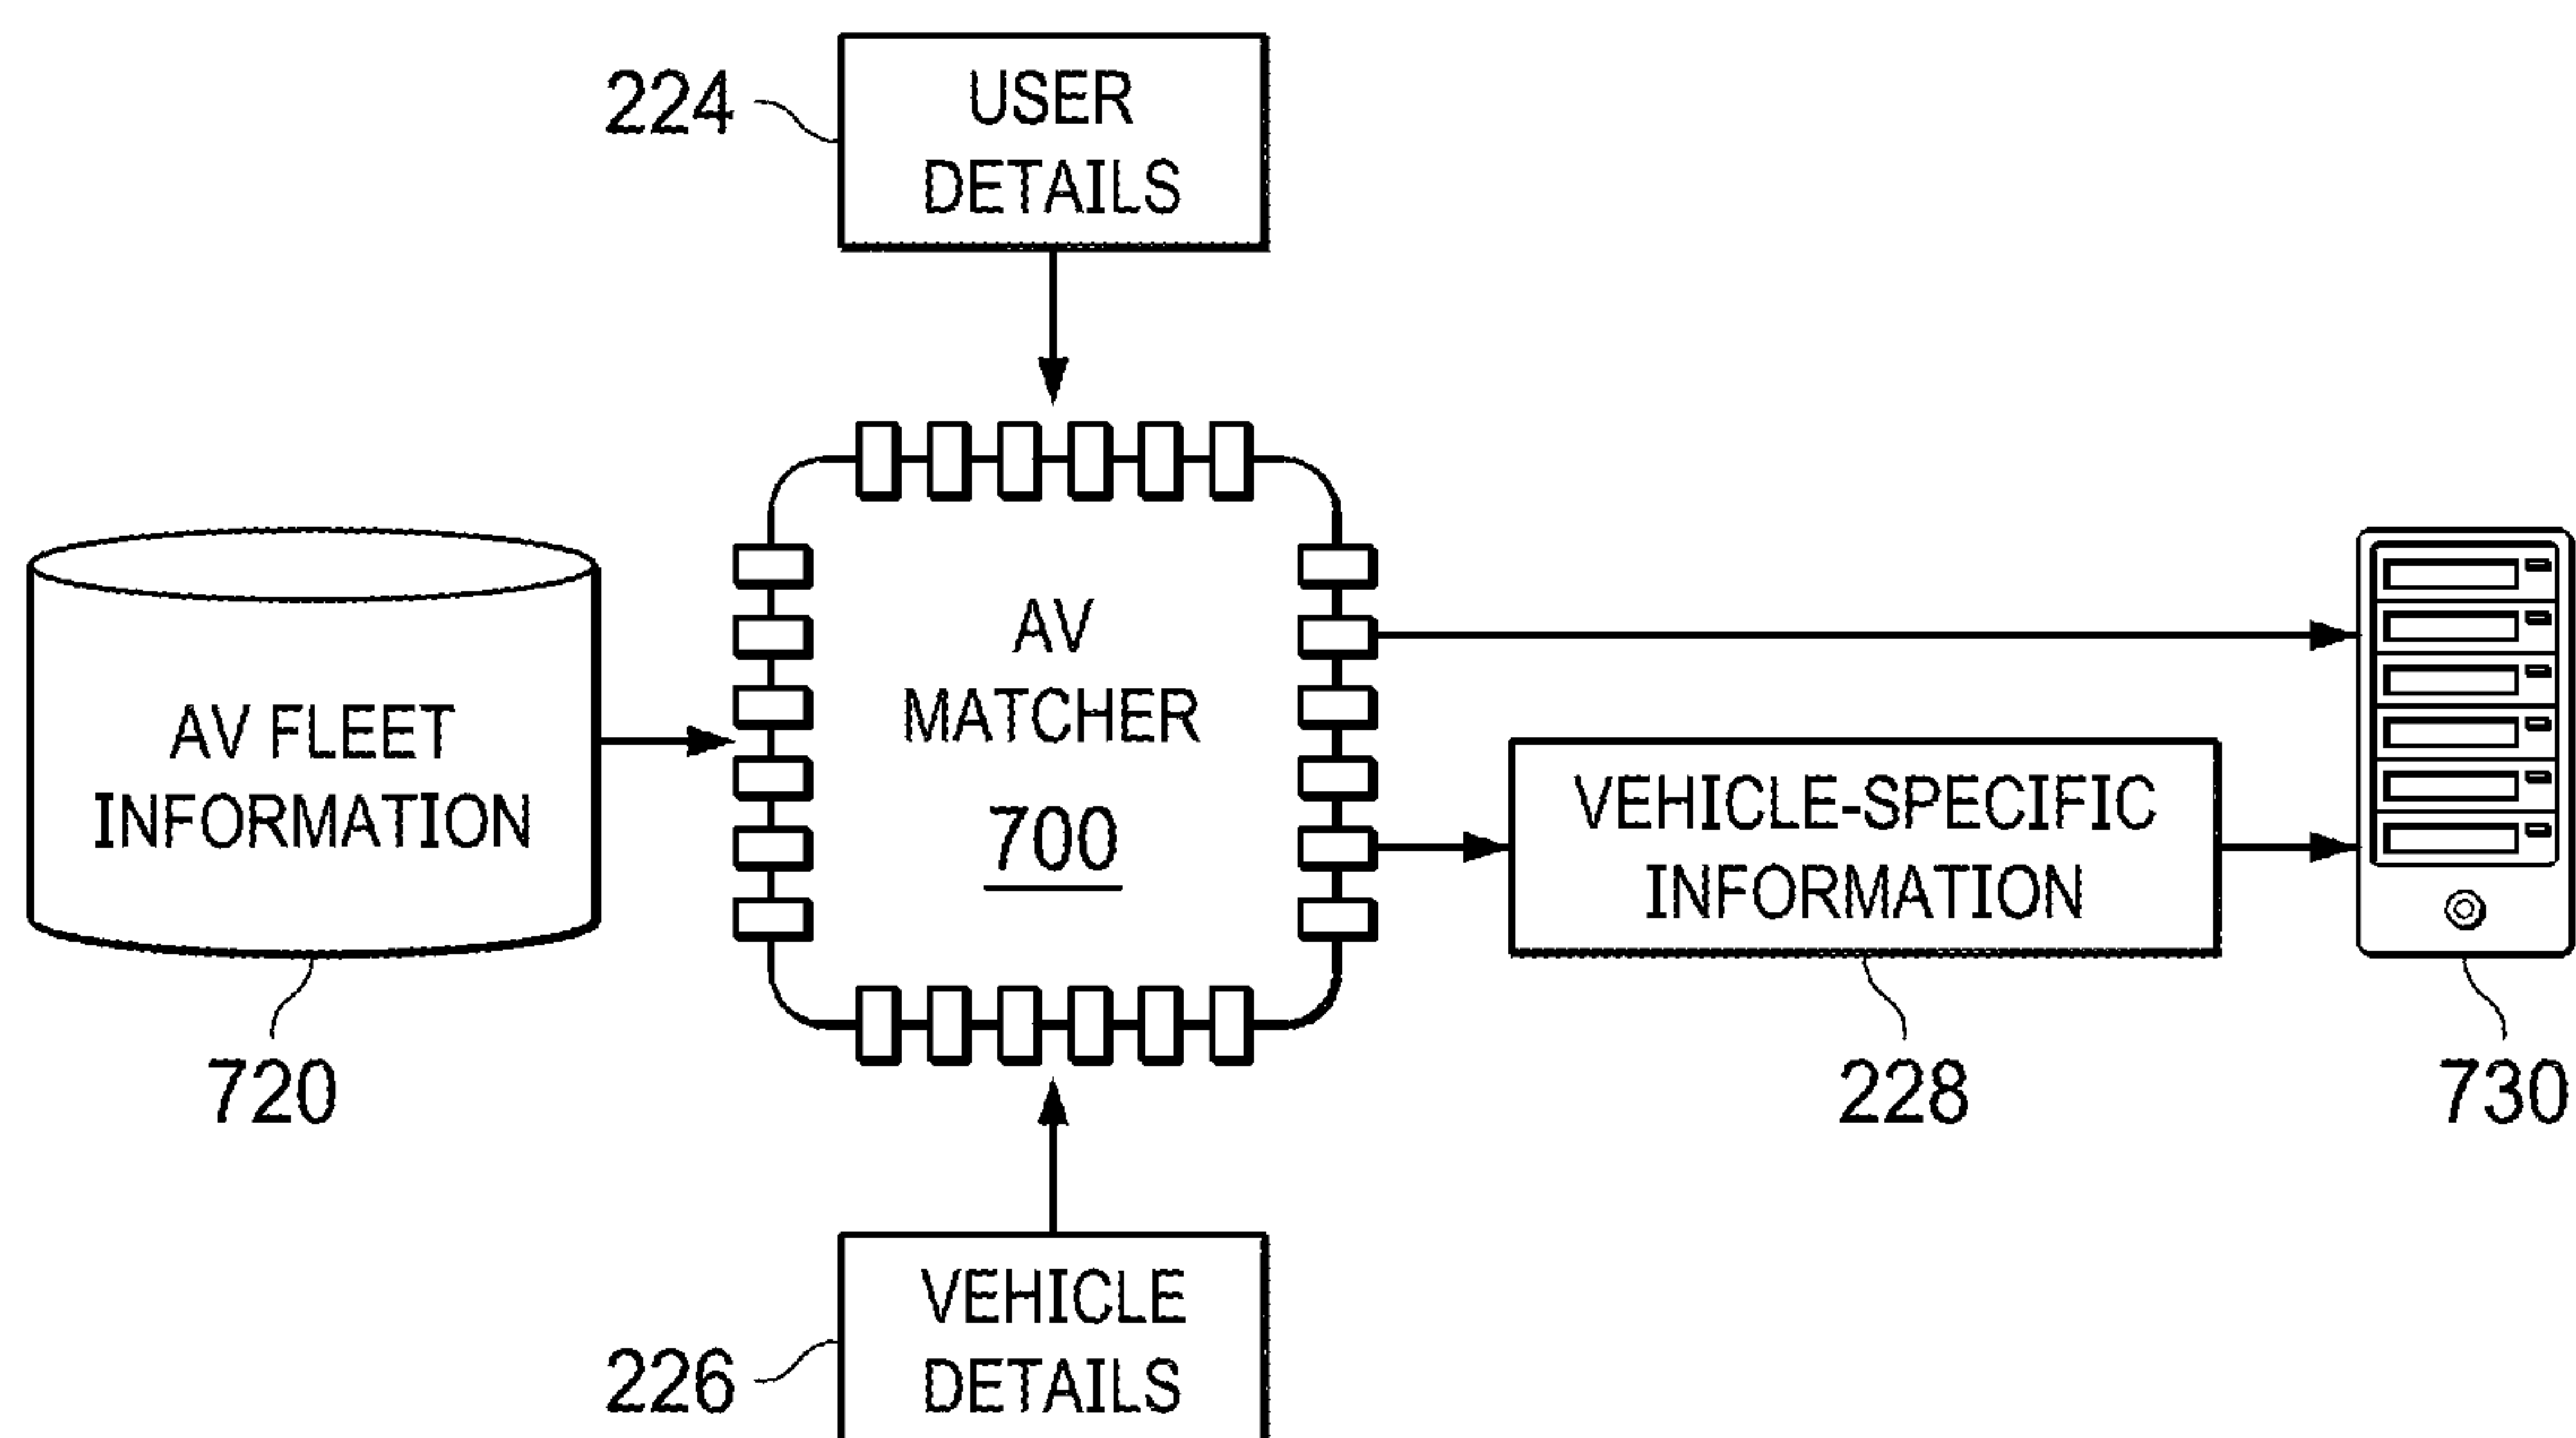 224
USER
DETAILS
AV FLEET
INFORMATION
720
AV
MATCHER
700
VEHICLE-SPECIFIC
INFORMATION
228
730
226
VEHICLE
DETAILS